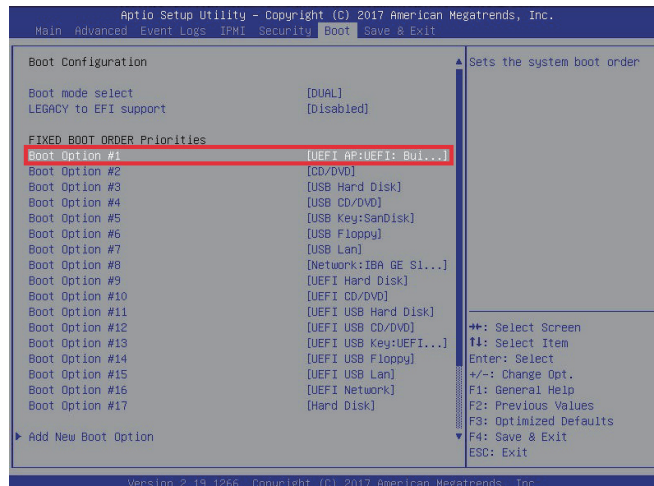 Aptio Setup Utility – Copyright (C) 2017 American Megatrends, Inc.
Main Advanced Event Logs IPMI Security Boot Save & Exit
Boot Configuration
Sets the system boot order
Boot mode select [DUAL]
LEGACY to EFI support [Disabled]
FIXED BOOT ORDER Priorities
Boot Option #1 [UEFI AP:UEFI: Bui...]
Boot Option #2 [CD/DVD]
Boot Option #3 [USB Hard Disk]
Boot Option #4 [USB CD/DVD]
Boot Option #5 [USB Key:SanDisk]
Boot Option #6 [USB Floppy]
Boot Option #7 [USB Lan]
Boot Option #8 [Network:IBA GE Sl...]
Boot Option #9 [UEFI Hard Disk]
Boot Option #10 [UEFI CD/DVD]
Boot Option #11 [UEFI USB Hard Disk]
Boot Option #12 [UEFI USB CD/DVD]
Boot Option #13 [UEFI USB Key:UEFI...]
Boot Option #14 [UEFI USB Floppy]
Boot Option #15 [UEFI USB Lan]
Boot Option #16 [UEFI Network]
Boot Option #17 [Hard Disk]
Add New Boot Option
→←: Select Screen
↑↓: Select Item
Enter: Select
+/-: Change Opt.
F1: General Help
F2: Previous Values
F3: Optimized Defaults
F4: Save & Exit
ESC: Exit
Version 2.19.1266. Copyright (C) 2017 American Megatrends, Inc.